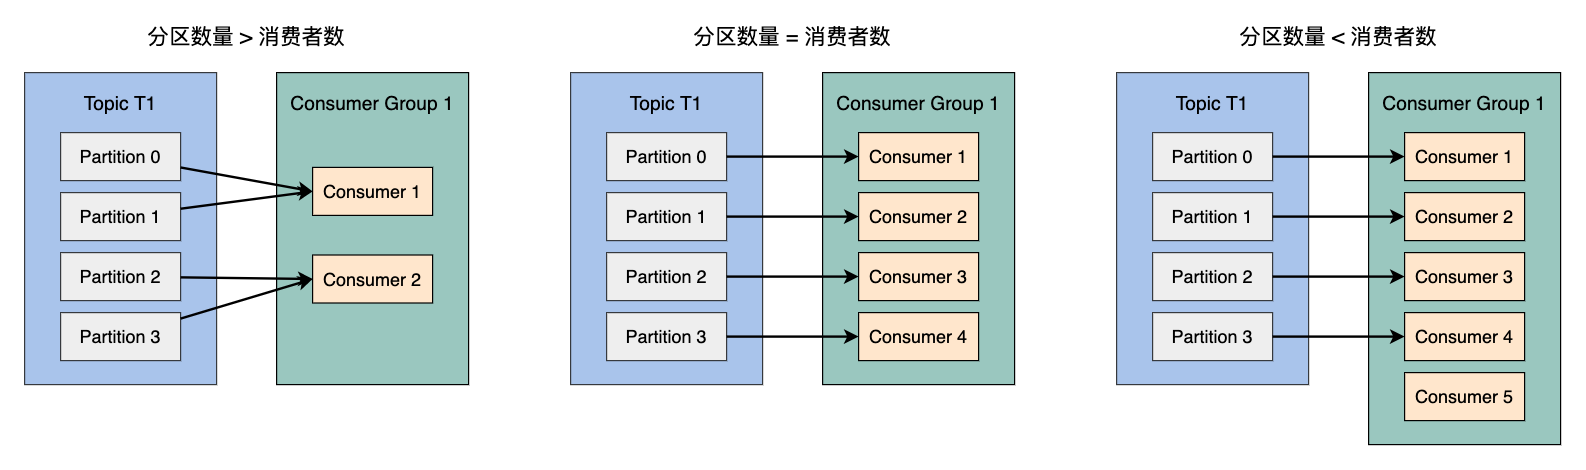 分区数量 > 消费者数
Topic T1
Partition 0
Partition 1
Partition 2
Partition 3
Consumer Group 1
Consumer 1
Consumer 2
分区数量 = 消费者数
Topic T1
Partition 0
Partition 1
Partition 2
Partition 3
Consumer Group 1
Consumer 1
Consumer 2
Consumer 3
Consumer 4
分区数量 < 消费者数
Topic T1
Partition 0
Partition 1
Partition 2
Partition 3
Consumer Group 1
Consumer 1
Consumer 2
Consumer 3
Consumer 4
Consumer 5